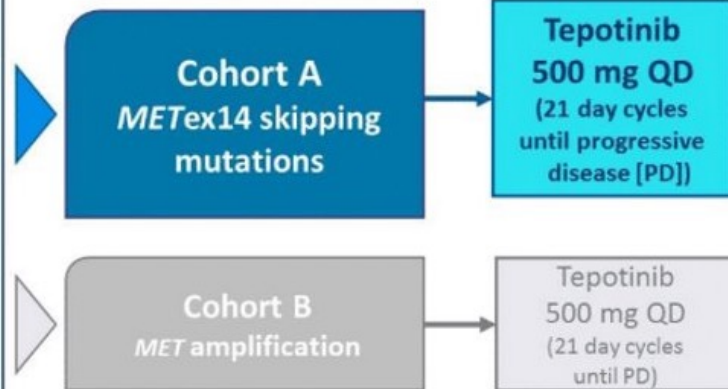 Cohort A
METex14 skipping
mutations
Tepotinib
500 mg QD
(21 day cycles
until progressive
disease [PD])
Cohort B
MET amplification
Tepotinib
500 mg QD
(21 day cycles
until PD)